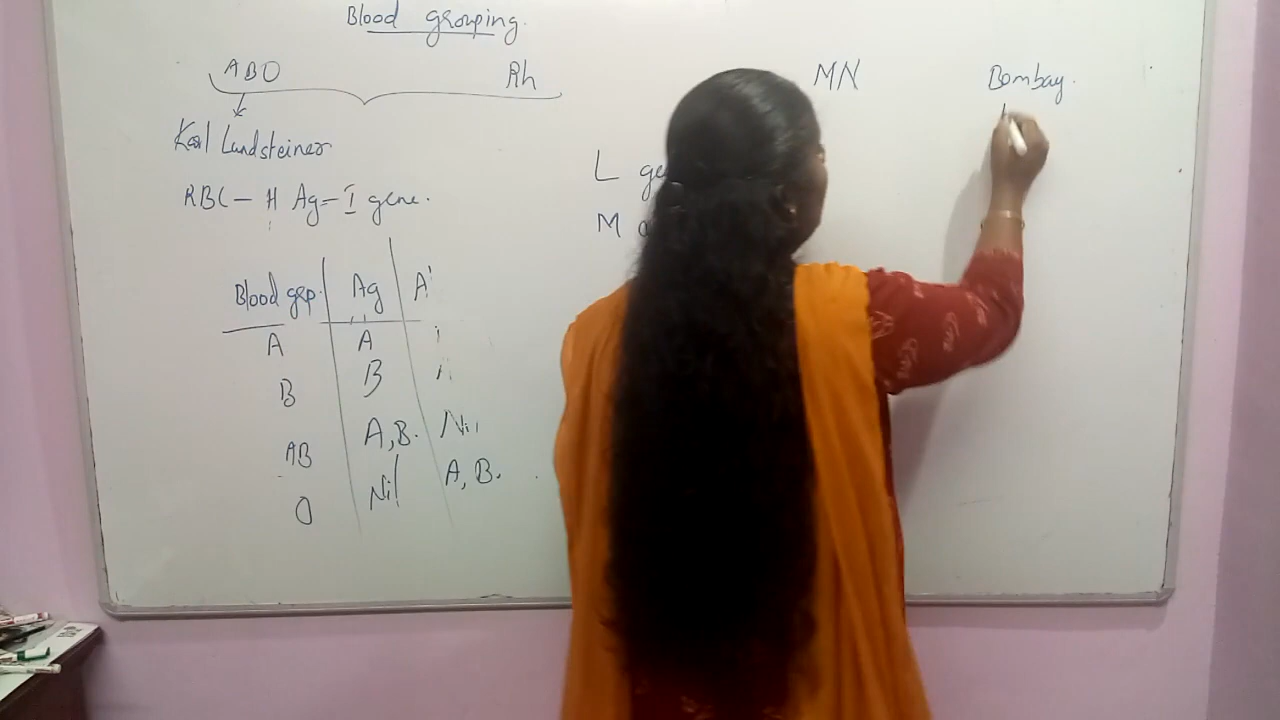 Blood grouping.
ABO Rh MN Bombay.
Karl Landsteiner
RBC - H Ag - I gene.
L
M
Blood grp. Ag
A A
B B
AB A,B. Nil
O Nil A, B.